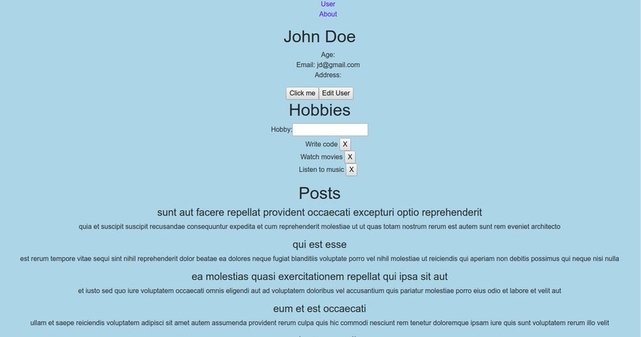 User
About
John Doe
Age:
Email: jd@gmail.com
Address:
Click me Edit User
Hobbies
Hobby:
Write code X
Watch movies X
Listen to music X
Posts
sunt aut facere repellat provident occaecati excepturi optio reprehenderit
quia et suscipit suscipit recusandae consequuntur expedita et cum reprehenderit molestiae ut ut quas totam nostrum rerum est autem sunt rem eveniet architecto
qui est esse
est rerum tempore vitae sequi sint nihil reprehenderit dolor beatae ea dolores neque fugiat blanditiis voluptate porro vel nihil molestiae ut reiciendis qui aperiam non debitis possimus qui neque nisi nulla
ea molestias quasi exercitationem repellat qui ipsa sit aut
et iusto sed quo iure voluptatem occaecati omnis eligendi aut ad voluptatem doloribus vel accusantium quis pariatur molestiae porro eius odio et labore et velit aut
eum et est occaecati
ullam et saepe reiciendis voluptatem adipisci sit amet autem assumenda provident rerum culpa quis hic commodi nesciunt rem tenetur doloremque ipsam iure quis sunt voluptatem rerum illo velit